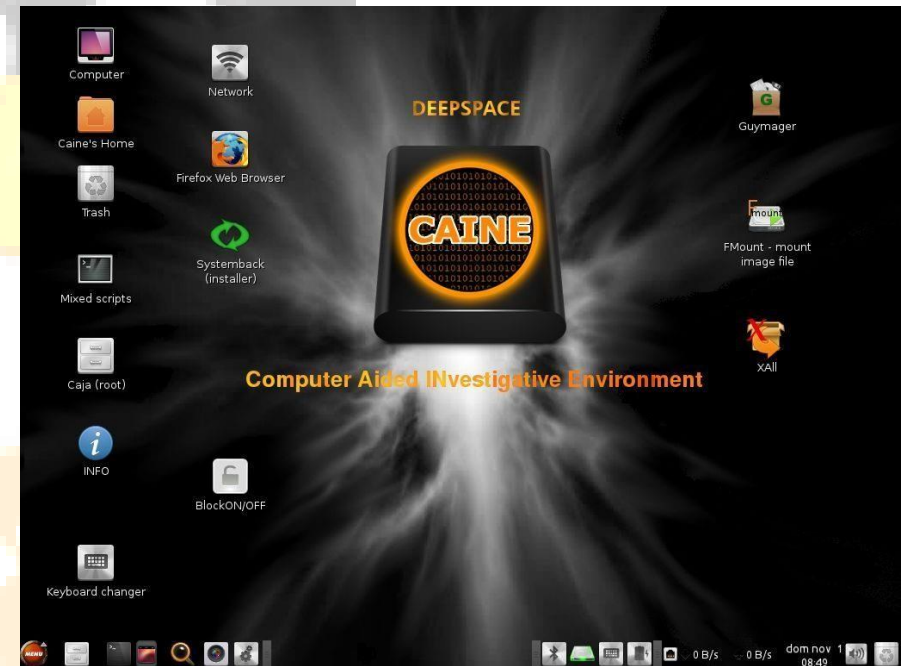 Computer
Caine's Home
Trash
Mixed scripts
Caja (root)
INFO
Keyboard changer
Network
Firefox Web Browser
Systemback
(installer)
BlockON/OFF
DEEPSPACE
CAINE
Computer Aided INvestigative Environment
G
Guymager
Fmount
FMount - mount
image file
XAll
MENU
0 B/s
0 B/s
dom nov 1
08:49